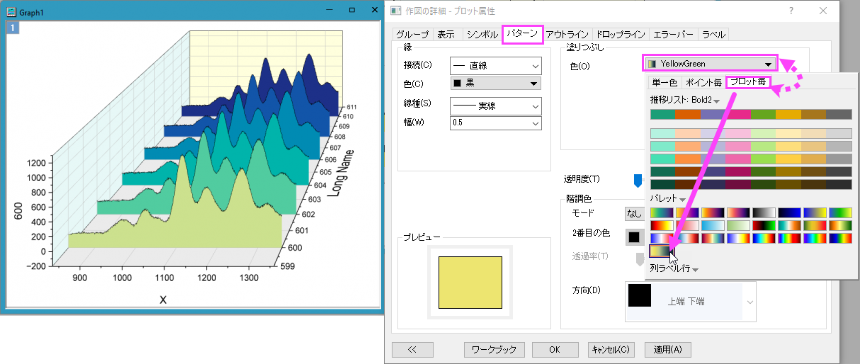 Graph1
1
1200
1000
800
600
400
200
0
-200
600
900
1000
1100
1200
1300
X
611
610
609
608
606
605
604
603
602
601
600
599
Long Name
作図の詳細 - プロット属性
グループ 表示 シンボル パターン アウトライン ドロップライン エラーバー ラベル
縁
接続(C) 直線
色(C) 黒
線種(S) 実線
幅(W) 0.5
プレビュー
塗りつぶし
色(O) YellowGreen
単一色 ポイント毎 プロット毎
推移リスト: Bold2
パレット
列ラベル行
透明度(T)
階調色
モード なし
2番目の色
透過率(T)
方向(D) 上端 下端
<< ワークブック OK キャンセル(C) 適用(A)